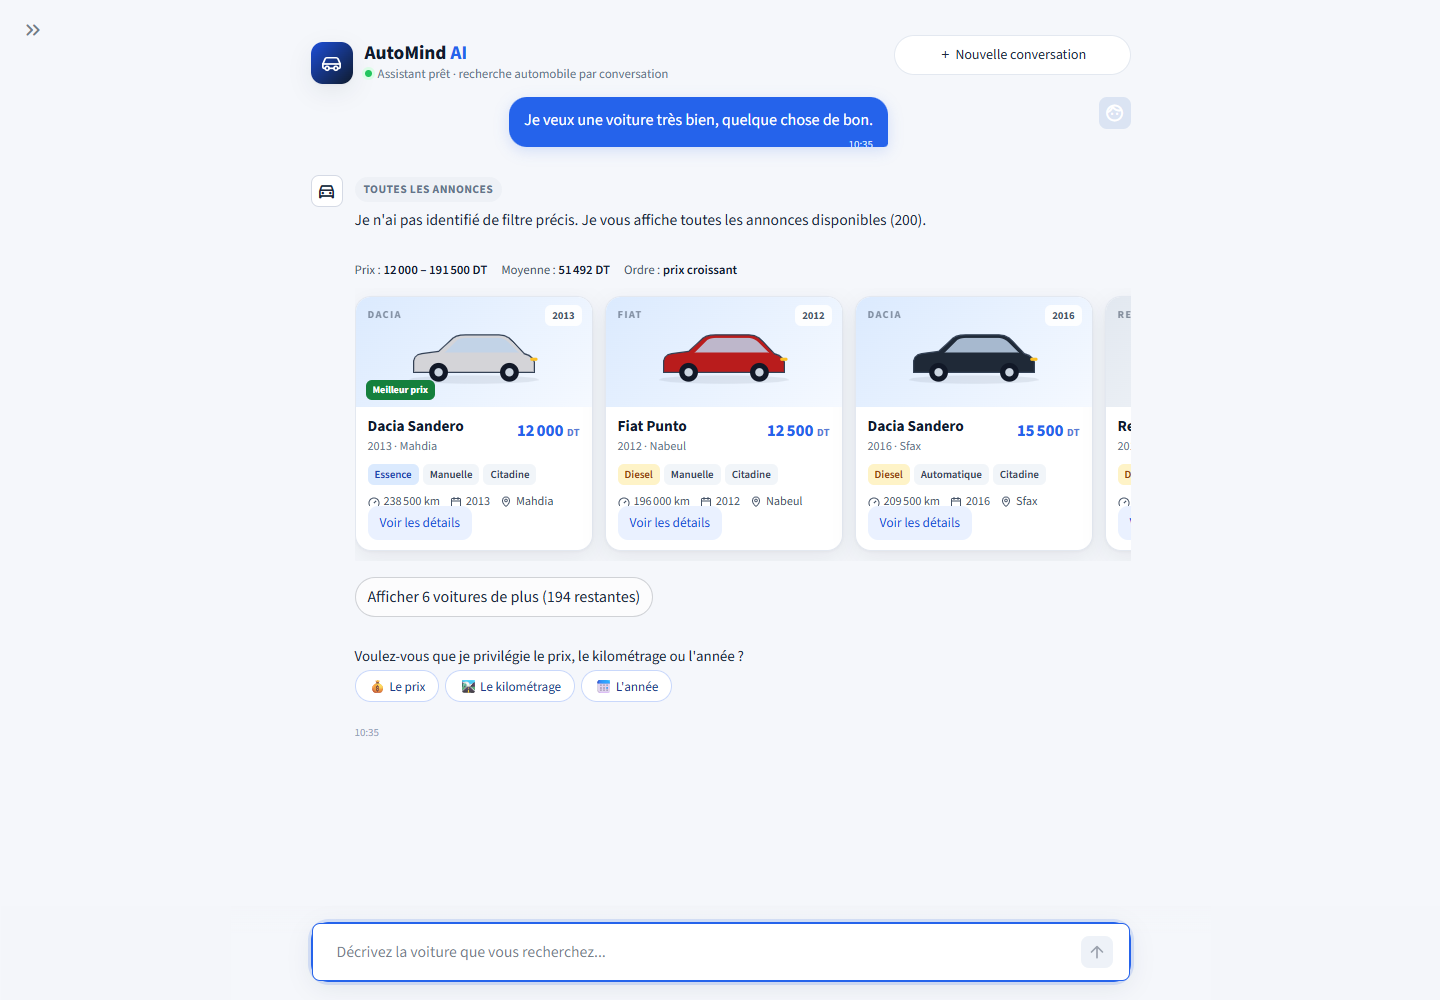 AutoMind AI
Assistant prêt · recherche automobile par conversation
+ Nouvelle conversation
Je veux une voiture très bien, quelque chose de bon.
10:35
TOUTES LES ANNONCES
Je n'ai pas identifié de filtre précis. Je vous affiche toutes les annonces disponibles (200).
Prix : 12 000 – 191 500 DT Moyenne : 51 492 DT Ordre : prix croissant
DACIA 2013
Meilleur prix
Dacia Sandero 12 000 DT
2013 · Mahdia
Essence Manuelle Citadine
238 500 km 2013 Mahdia
Voir les détails
FIAT 2012
Fiat Punto 12 500 DT
2012 · Nabeul
Diesel Manuelle Citadine
196 000 km 2012 Nabeul
Voir les détails
DACIA 2016
Dacia Sandero 15 500 DT
2016 · Sfax
Diesel Automatique Citadine
209 500 km 2016 Sfax
Voir les détails
RE
Re
20
D
Afficher 6 voitures de plus (194 restantes)
Voulez-vous que je privilégie le prix, le kilométrage ou l'année ?
Le prix Le kilométrage L'année
10:35
Décrivez la voiture que vous recherchez...